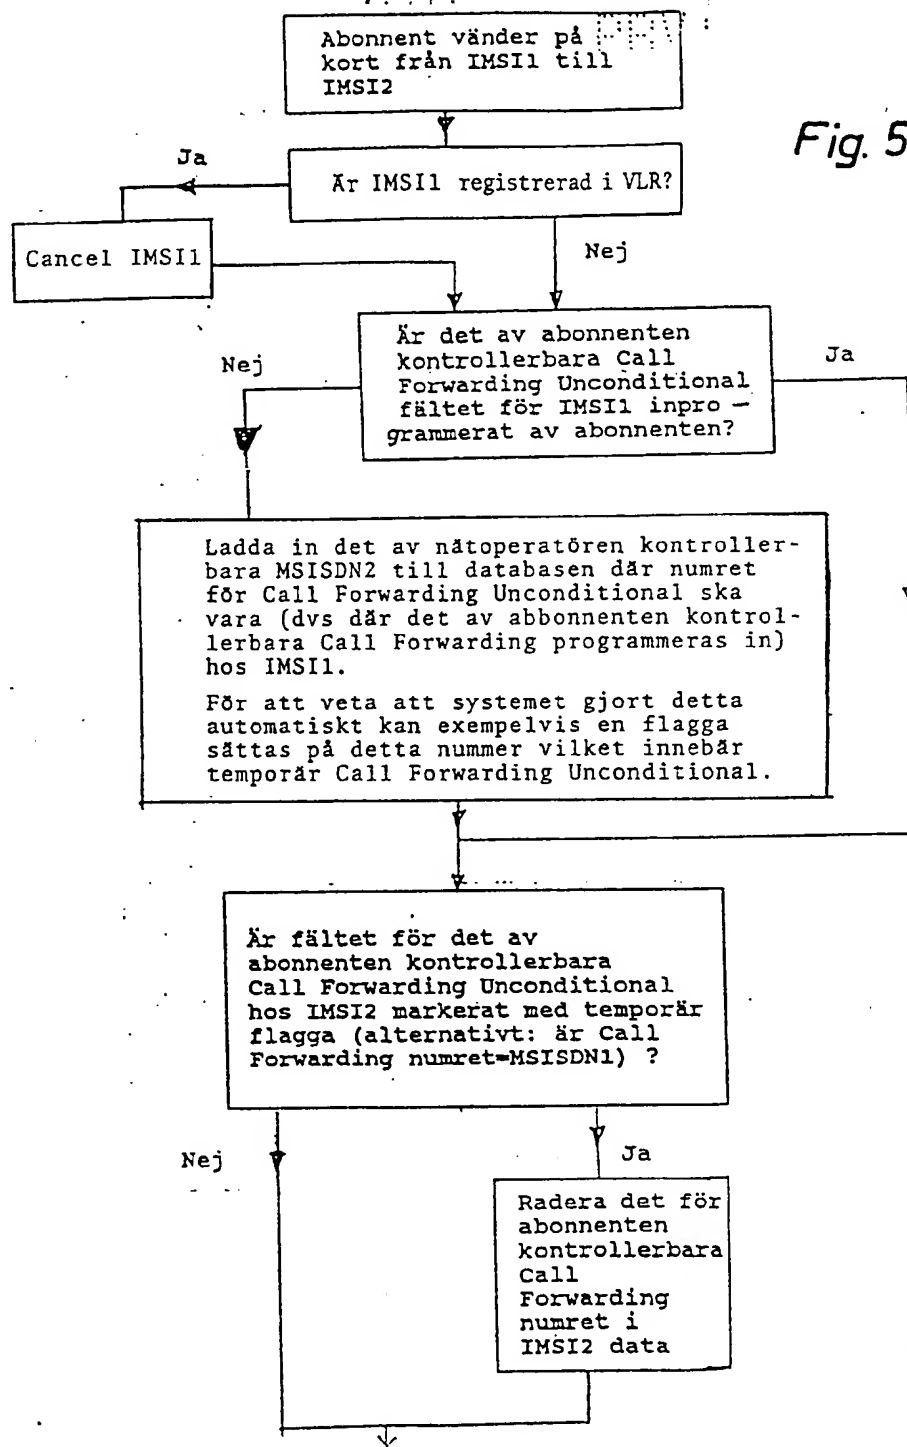 Abonnent vänder på
kort från IMSI1 till
IMSI2
Fig. 5
Ja
Är IMSI1 registrerad i VLR?
Cancel IMSI1
Nej
Är det av abonnenten
kontrollerbara Call
Forwarding Unconditional
fältet för IMSI1 inpro—
grammerat av abonnenten?
Nej
Ja
Ladda in det av nätoperatören kontroller-
bara MSISDN2 till databasen där numret
för Call Forwarding Unconditional ska
vara (dvs där det av abbonnenten kontrol-
lerbara Call Forwarding programmeras in)
hos IMSI1.
För att veta att systemet gjort detta
automatiskt kan exempelvis en flagga
sättas på detta nummer vilket innebär
temporär Call Forwarding Unconditional.
Är fältet för det av
abonnenten kontrollerbara
Call Forwarding Unconditional
hos IMSI2 markerat med temporär
flagga (alternativt: är Call
Forwarding numret=MSISDN1) ?
Nej
Ja
Radera det för
abonnenten
kontrollerbara
Call
Forwarding
numret i
IMSI2 data